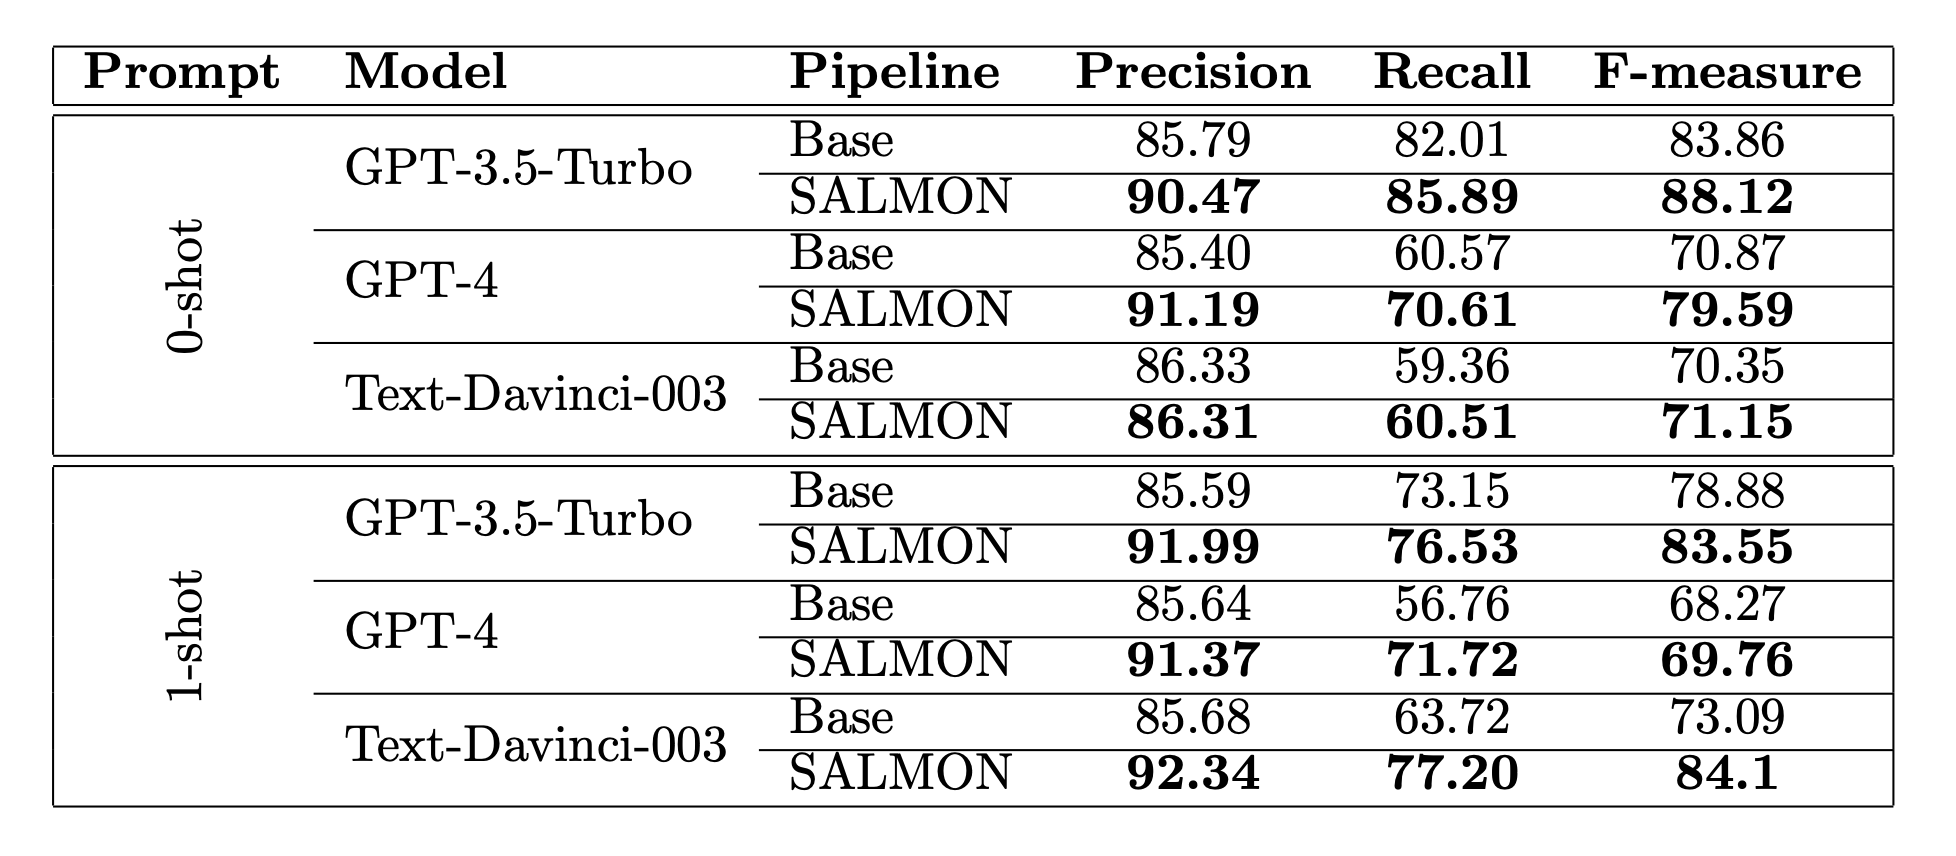 Prompt Model Pipeline Precision Recall F-measure
0-shot GPT-3.5-Turbo Base 85.79 82.01 83.86
SALMON 90.47 85.89 88.12
GPT-4 Base 85.40 60.57 70.87
SALMON 91.19 70.61 79.59
Text-Davinci-003 Base 86.33 59.36 70.35
SALMON 86.31 60.51 71.15
1-shot GPT-3.5-Turbo Base 85.59 73.15 78.88
SALMON 91.99 76.53 83.55
GPT-4 Base 85.64 56.76 68.27
SALMON 91.37 71.72 69.76
Text-Davinci-003 Base 85.68 63.72 73.09
SALMON 92.34 77.20 84.1